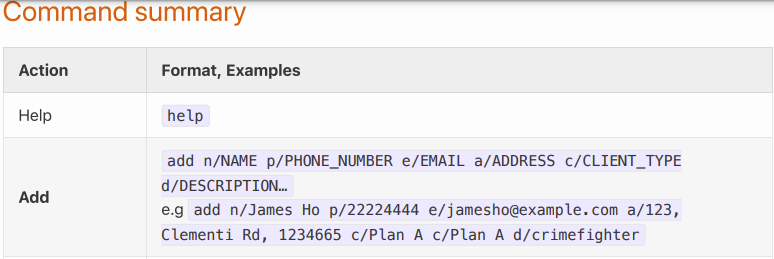 Command summary
Action Format, Examples
Help help
add n/NAME p/PHONE_NUMBER e/EMAIL a/ADDRESS c/CLIENT_TYPE
d/DESCRIPTION…
Add
e.g add n/James Ho p/22224444 e/jamesho@example.com a/123,
Clementi Rd, 1234665 c/Plan A c/Plan A d/crimefighter